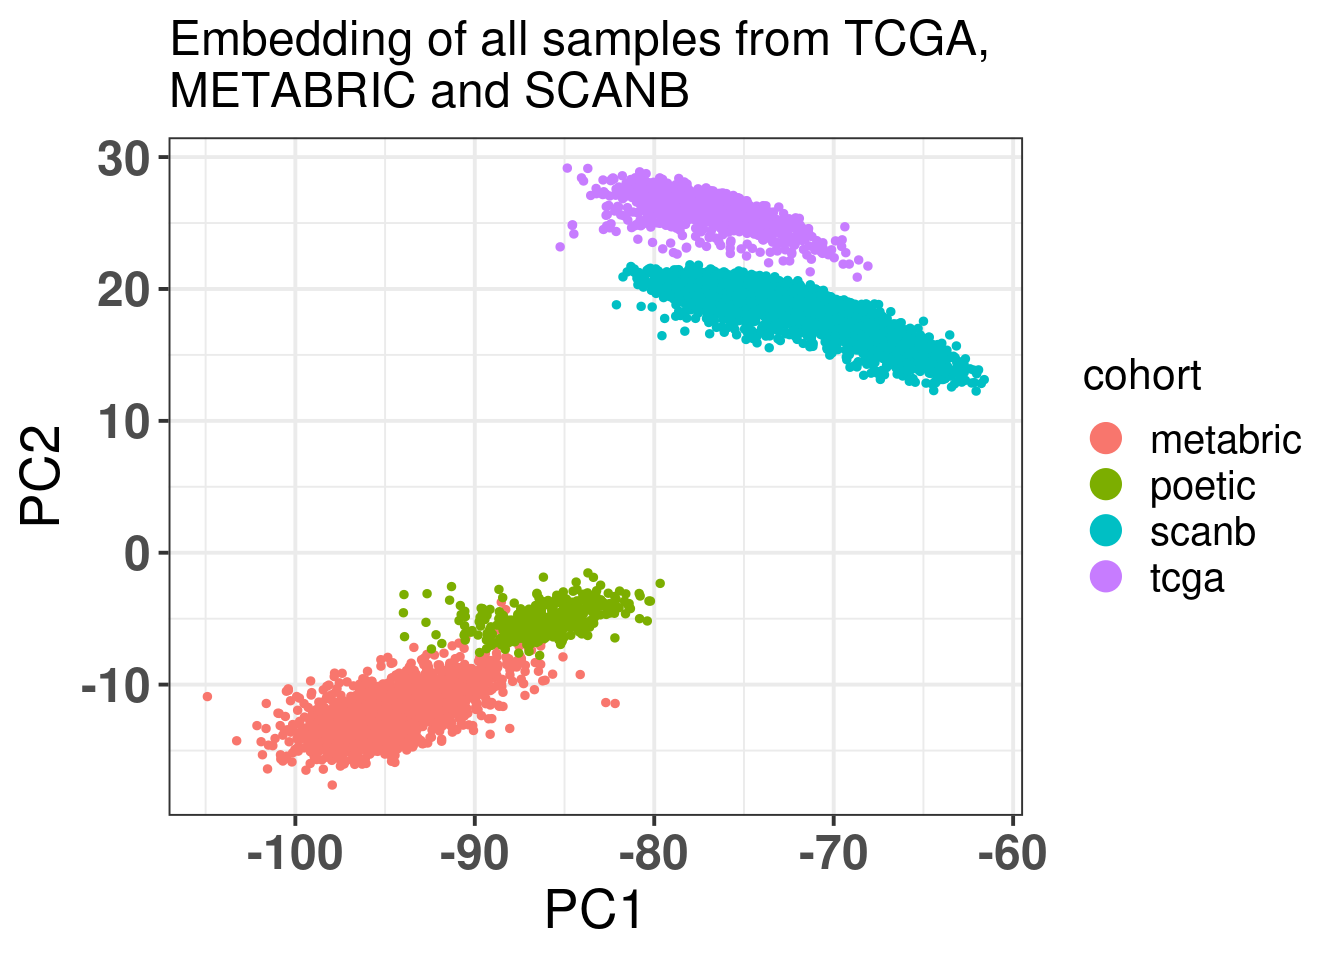 Embedding of all samples from TCGA,
METABRIC and SCANB
30
20
10
0
-10
PC2
-100 -90 -80 -70 -60
PC1
cohort
metabric
poetic
scanb
tcga